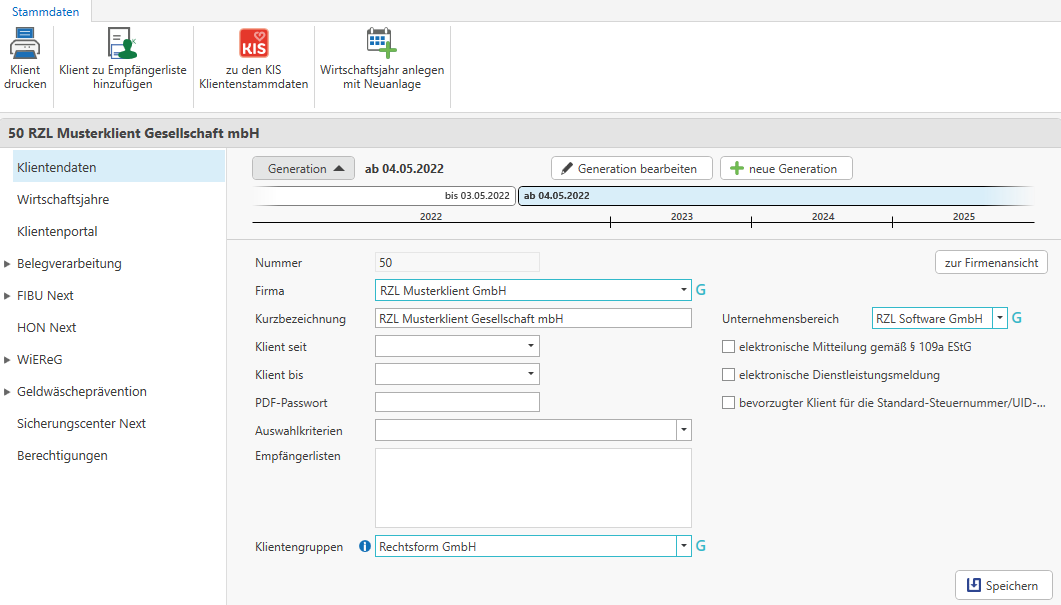 Stammdaten
Klient
drucken
Klient zu Empfängerliste
hinzufügen
KIS
zu den KIS
Klientenstammdaten
Wirtschaftsjahr anlegen
mit Neuanlage
50 RZL Musterklient Gesellschaft mbH
Klientendaten
Wirtschaftsjahre
Klientenportal
Belegverarbeitung
FIBU Next
HON Next
WiEReG
Geldwäscheprävention
Sicherungscenter Next
Berechtigungen
Generation ab 04.05.2022 Generation bearbeiten neue Generation
bis 03.05.2022 ab 04.05.2022
2022 2023 2024 2025
Nummer 50 zur Firmenansicht
Firma RZL Musterklient GmbH G
Kurzbezeichnung RZL Musterklient Gesellschaft mbH Unternehmensbereich RZL Software GmbH G
Klient seit elektronische Mitteilung gemäß § 109a EStG
Klient bis elektronische Dienstleistungsmeldung
PDF-Passwort bevorzugter Klient für die Standard-Steuernummer/UID-...
Auswahlkriterien
Empfängerlisten
Klientengruppen Rechtsform GmbH G
Speichern